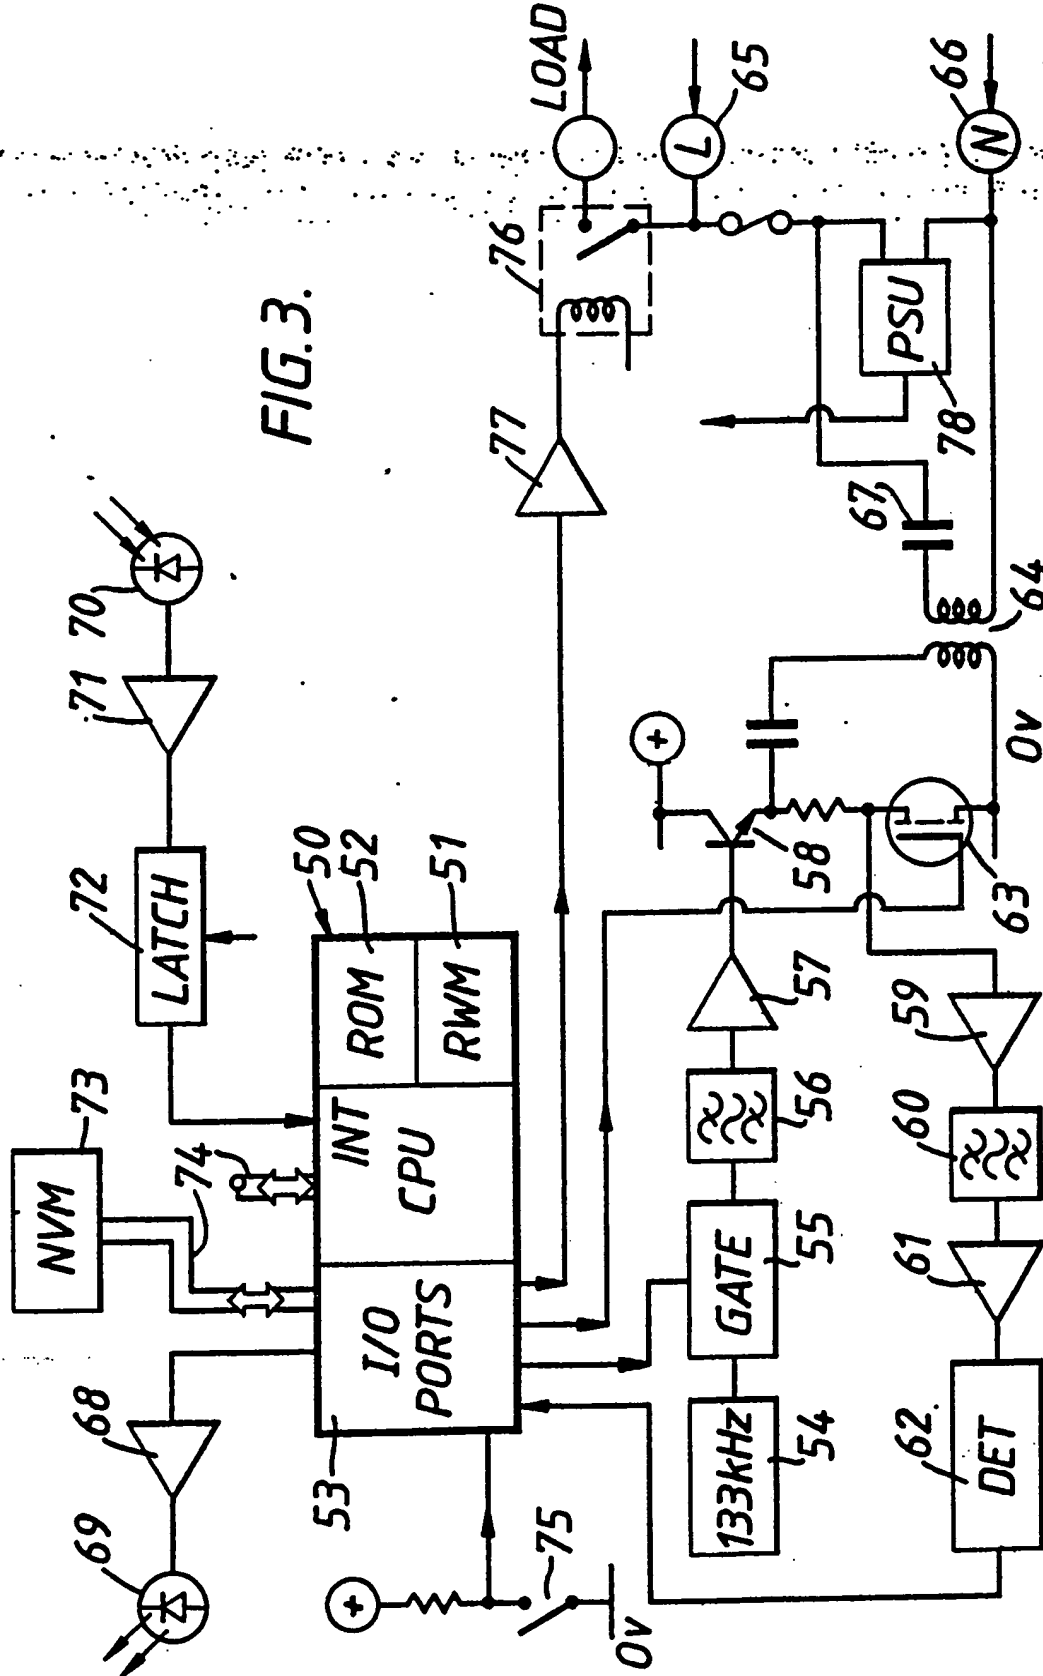 FIG.3.
69
68
NVM
73
74
LATCH
72
71
70
53
I/O
PORTS
INT
CPU
ROM
RWM
50
52
51
+
75
0v
77
76
LOAD
L
65
N
66
PSU
78
67
64
133kHz
54
GATE
55
56
57
58
+
63
0v
DET
62
61
60
59